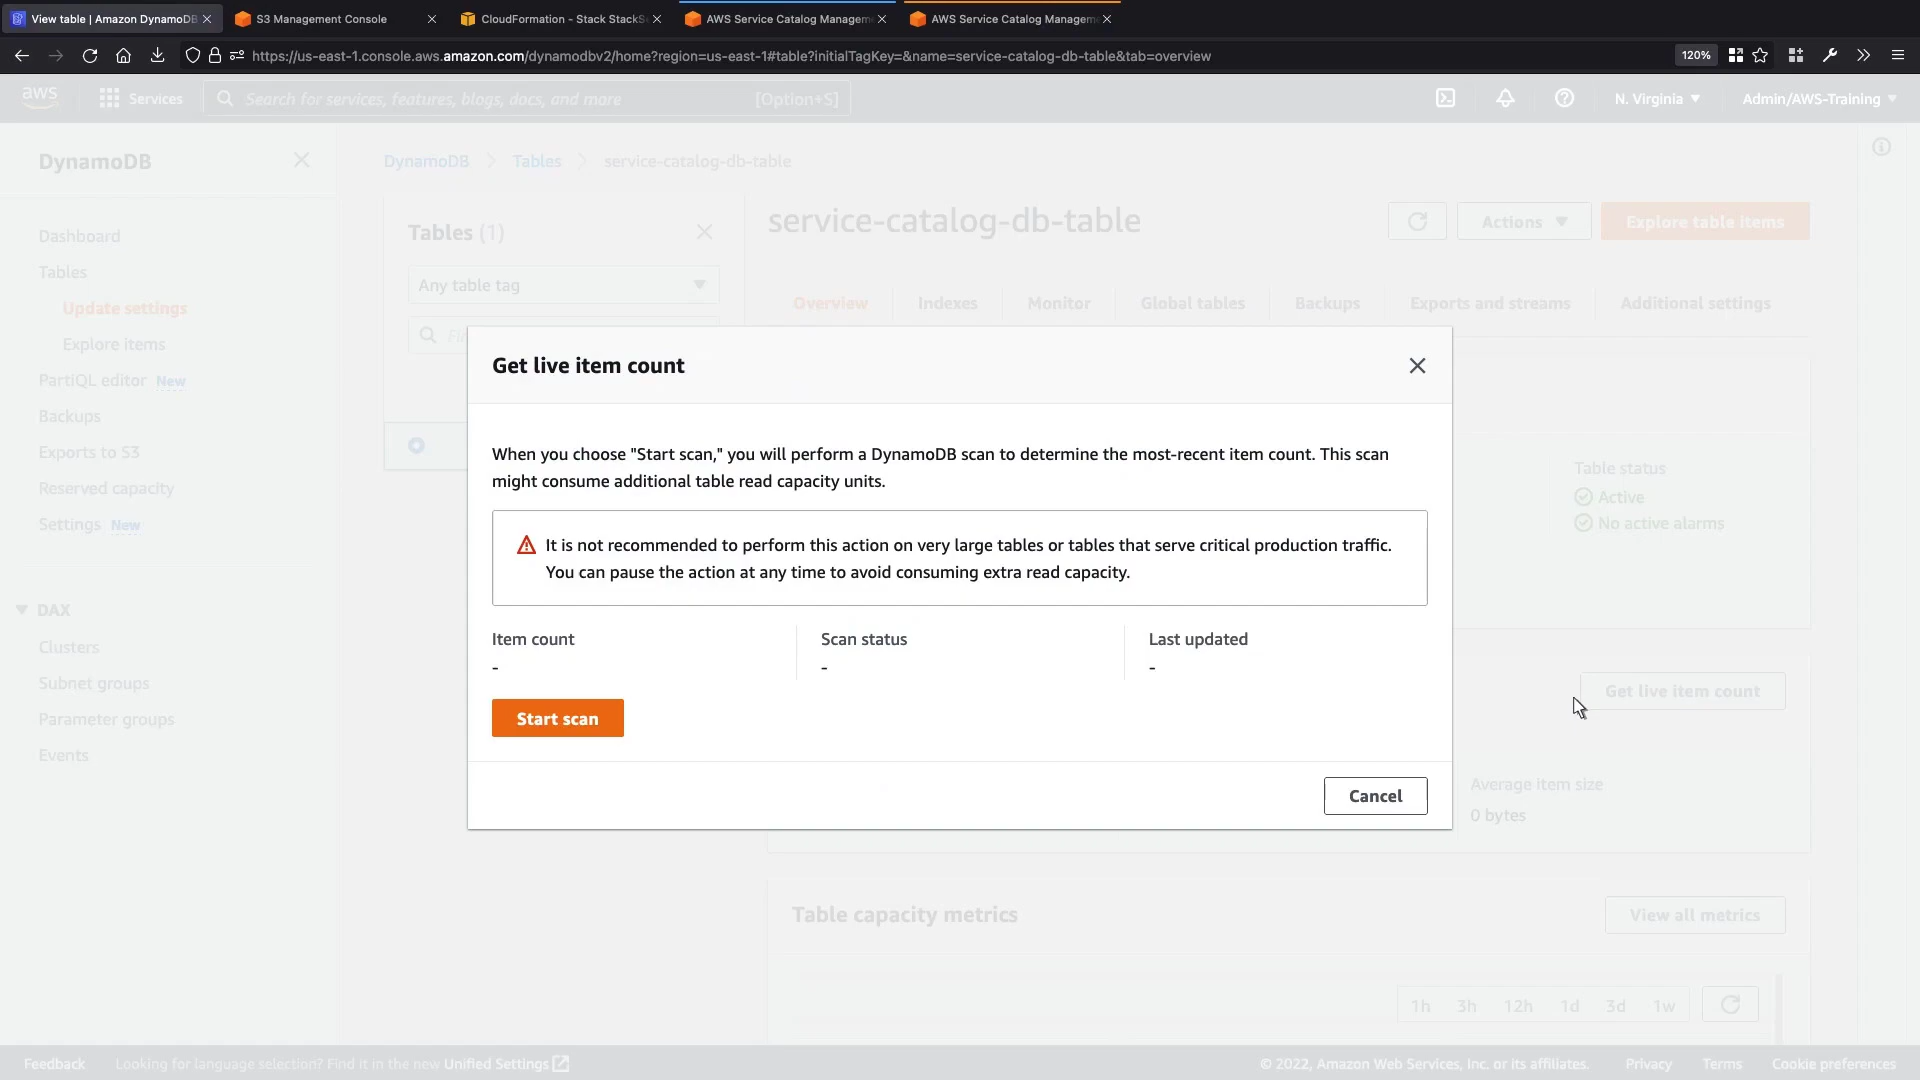 View table | Amazon DynamoDB
S3 Management Console
CloudFormation - Stack StackS
AWS Service Catalog Managem
AWS Service Catalog Managem
https://us-east-1.console.aws.amazon.com/dynamodbv2/home?region=us-east-1#table?initialTagKey=&name=service-catalog-db-table&tab=overview
120%
aws
Services
Search for services, features, blogs, docs, and more
[Option+S]
N. Virginia
Admin/AWS-Training
DynamoDB
Dashboard
Tables
Update settings
Explore items
PartiQL editor New
Backups
Exports to S3
Reserved capacity
Settings New
DAX
Clusters
Subnet groups
Parameter groups
Events
DynamoDB
Tables
service-catalog-db-table
Tables (1)
Any table tag
service-catalog-db-table
Actions
Explore table items
Overview
Indexes
Monitor
Global tables
Backups
Exports and streams
Additional settings
Get live item count
When you choose "Start scan," you will perform a DynamoDB scan to determine the most-recent item count. This scan
might consume additional table read capacity units.
It is not recommended to perform this action on very large tables or tables that serve critical production traffic.
You can pause the action at any time to avoid consuming extra read capacity.
Item count
-
Scan status
-
Last updated
-
Start scan
Cancel
Table status
Active
No active alarms
Get live item count
Average item size
0 bytes
Table capacity metrics
View all metrics
1h
3h
12h
1d
3d
1w
Feedback
Looking for language selection? Find it in the new Unified Settings
© 2022, Amazon Web Services, Inc. or its affiliates.
Privacy
Terms
Cookie preferences